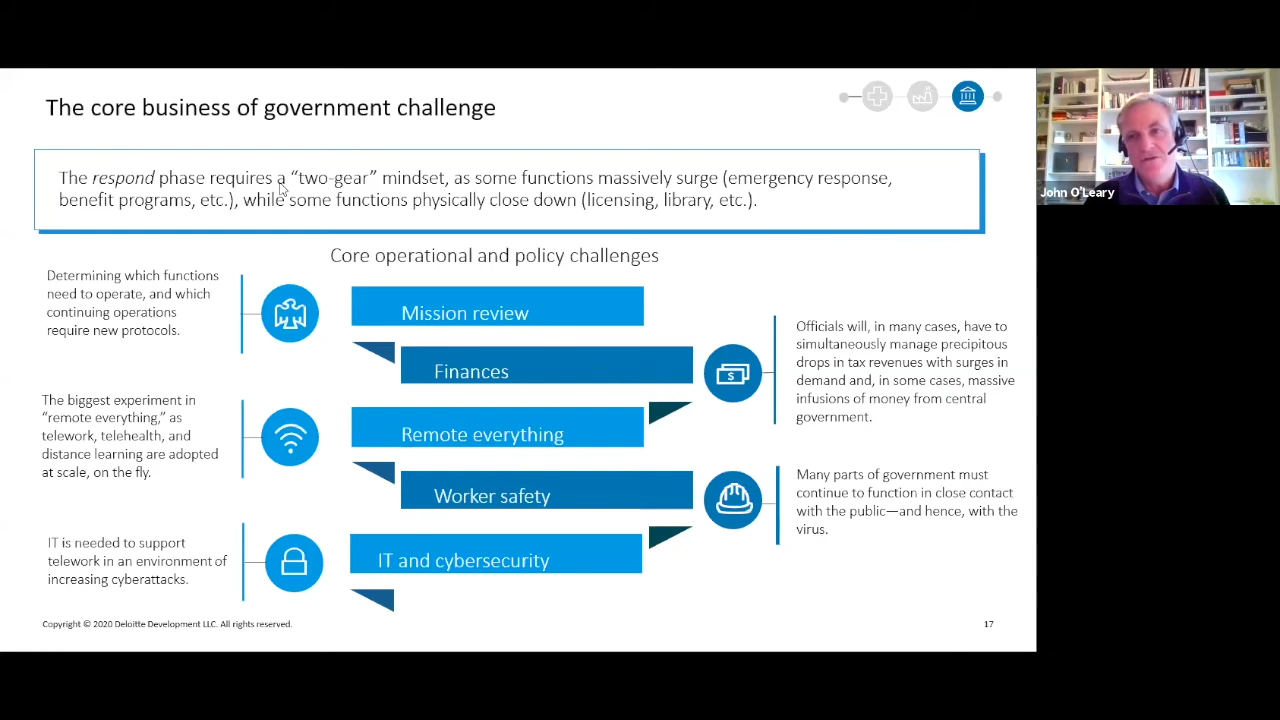 The core business of government challenge
John O'Leary
The respond phase requires a “two-gear” mindset, as some functions massively surge (emergency response,
benefit programs, etc.), while some functions physically close down (licensing, library, etc.).
Core operational and policy challenges
Determining which functions
need to operate, and which
continuing operations
require new protocols.
Mission review
Officials will, in many cases, have to
simultaneously manage precipitous
drops in tax revenues with surges in
demand and, in some cases, massive
infusions of money from central
government.
Finances
$
The biggest experiment in
“remote everything,” as
telework, telehealth, and
distance learning are adopted
at scale, on the fly.
Remote everything
Many parts of government must
continue to function in close contact
with the public—and hence, with the
virus.
Worker safety
IT is needed to support
telework in an environment of
increasing cyberattacks.
IT and cybersecurity
Copyright © 2020 Deloitte Development LLC. All rights reserved.
17